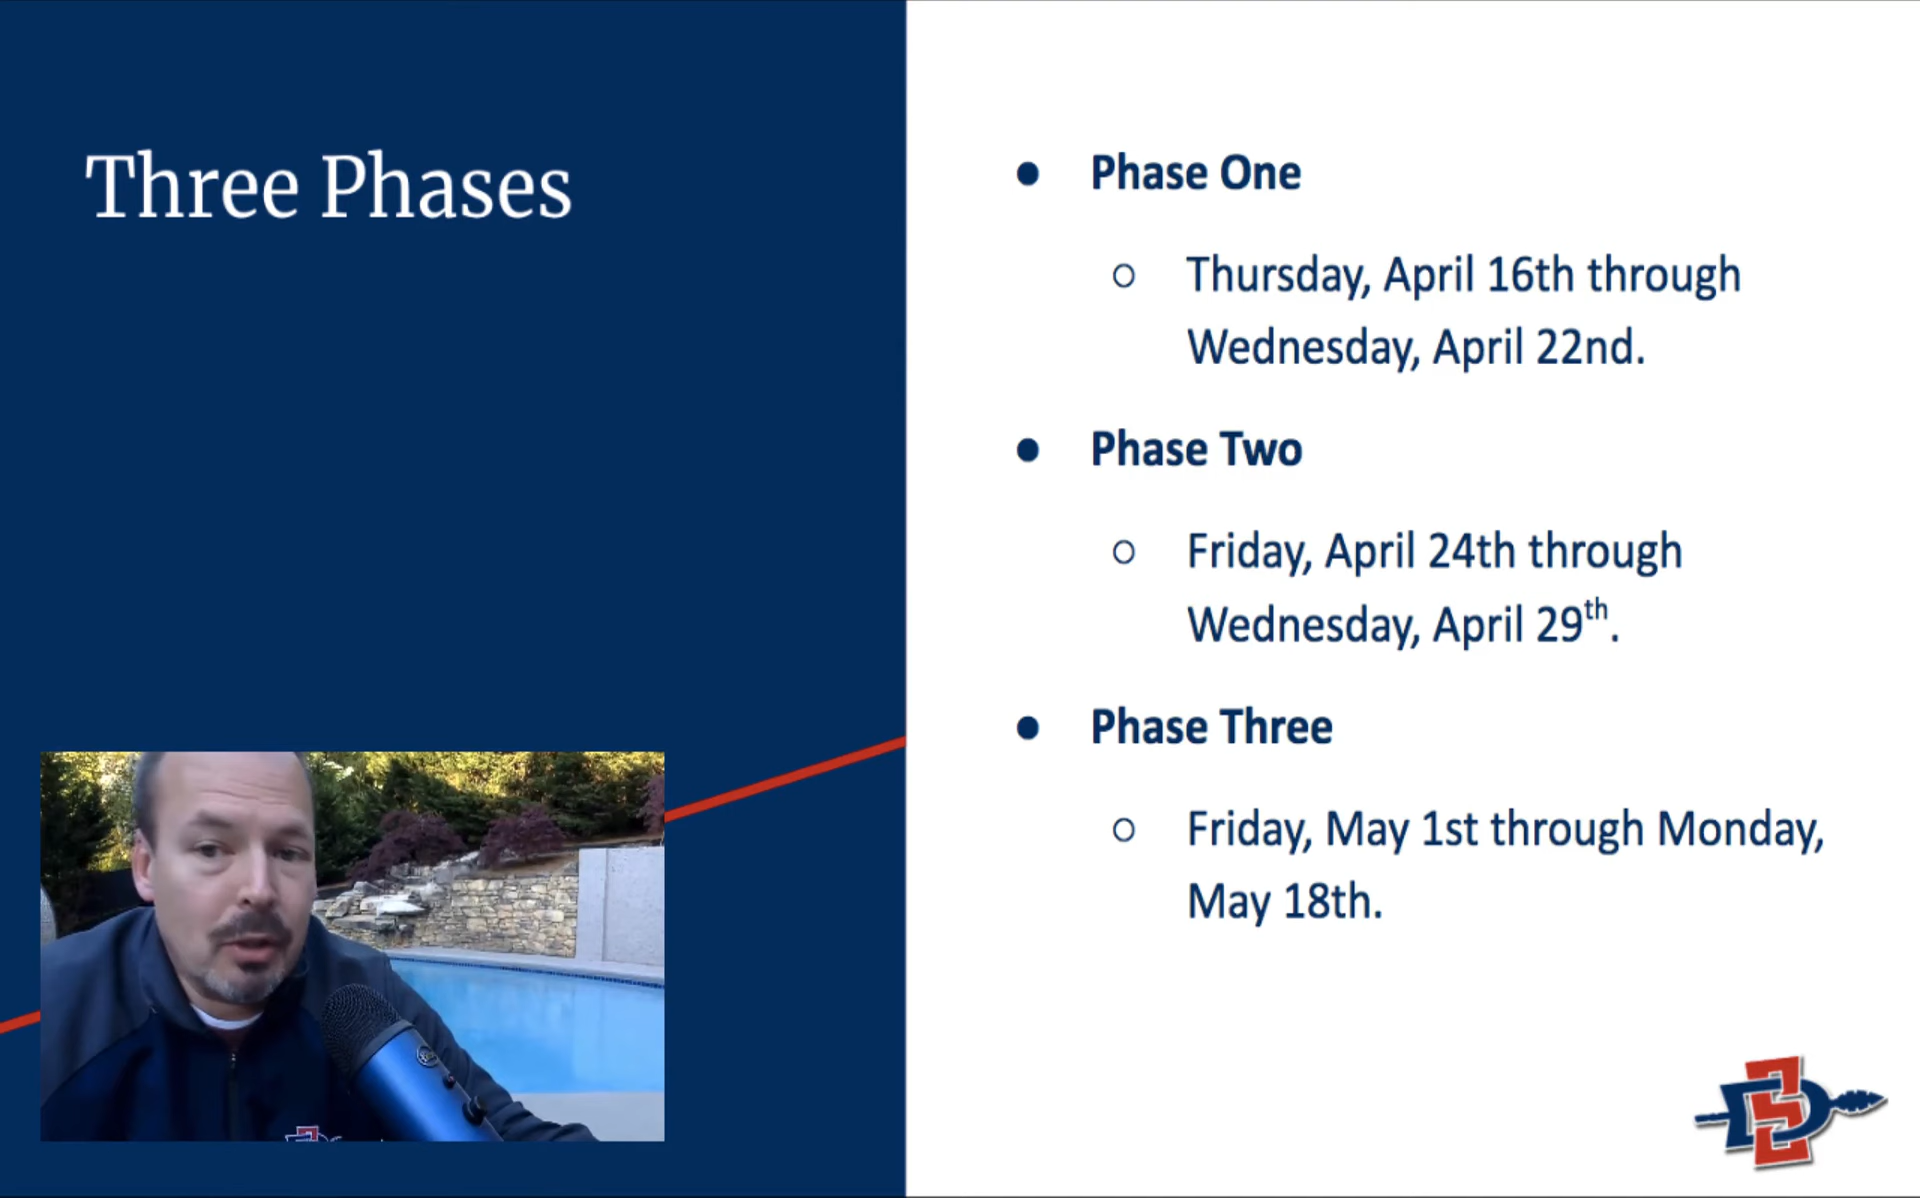 Three Phases
Phase One
Thursday, April 16th through
Wednesday, April 22nd.
Phase Two
Friday, April 24th through
Wednesday, April 29th.
Phase Three
Friday, May 1st through Monday,
May 18th.
SD